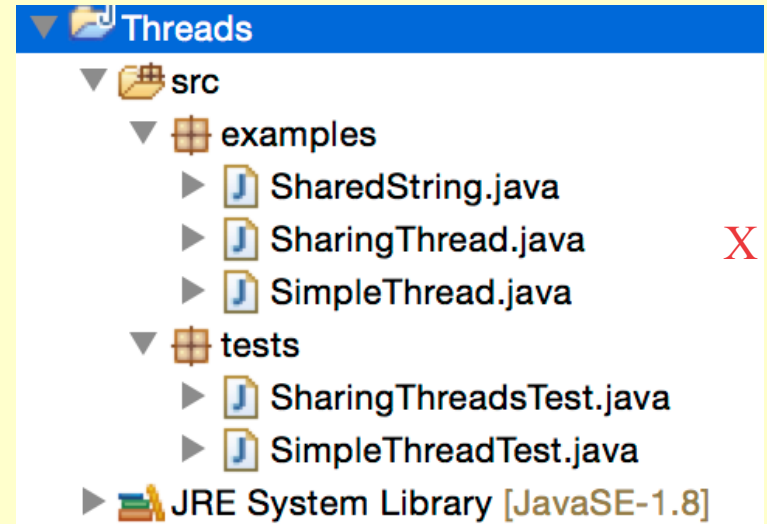 Threads
src
examples
SharedString.java
SharingThread.java X
SimpleThread.java
tests
SharingThreadsTest.java
SimpleThreadTest.java
JRE System Library [JavaSE-1.8]